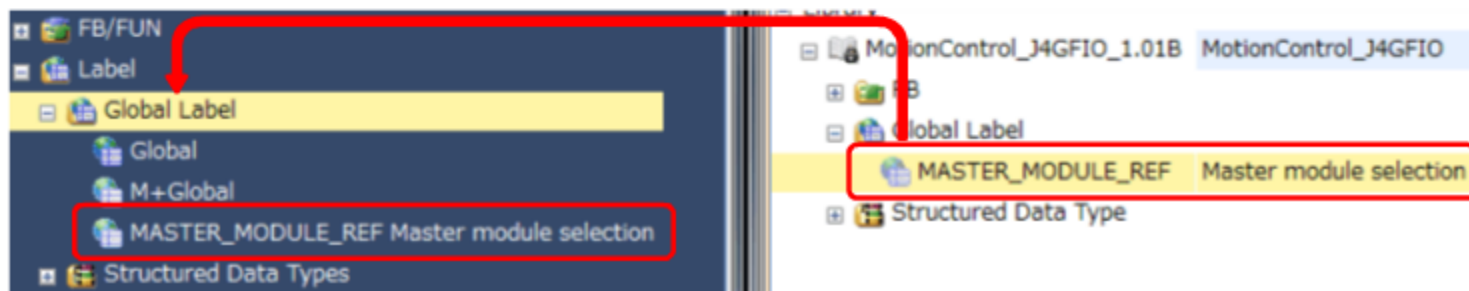 FB/FUN
Label
Global Label
Global
M+Global
MASTER_MODULE_REF Master module selection
Structured Data Types
Library
MotionControl_J4GFIO_1.01B MotionControl_J4GFIO
FB
Global Label
MASTER_MODULE_REF Master module selection
Structured Data Type